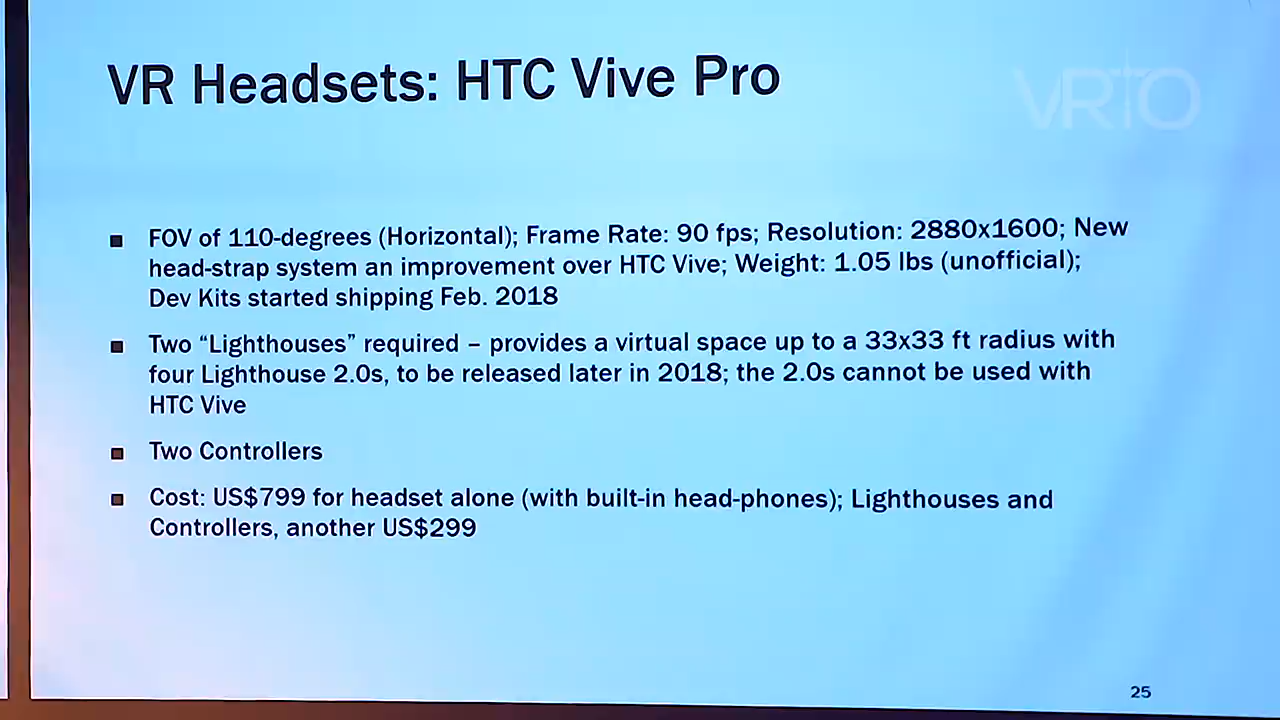 VR Headsets: HTC Vive Pro
VRTO
■ FOV of 110-degrees (Horizontal); Frame Rate: 90 fps; Resolution: 2880x1600; New
head-strap system an improvement over HTC Vive; Weight: 1.05 lbs (unofficial);
Dev Kits started shipping Feb. 2018
■ Two “Lighthouses” required – provides a virtual space up to a 33x33 ft radius with
four Lighthouse 2.0s, to be released later in 2018; the 2.0s cannot be used with
HTC Vive
■ Two Controllers
■ Cost: US$799 for headset alone (with built-in head-phones); Lighthouses and
Controllers, another US$299
25